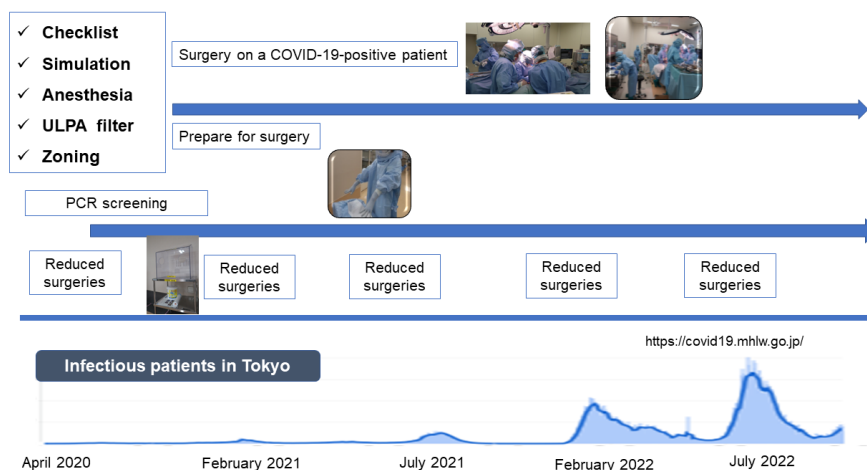 ✓ Checklist
✓ Simulation
✓ Anesthesia
✓ ULPA filter
✓ Zoning
Surgery on a COVID-19-positive patient
Prepare for surgery
PCR screening
Reduced
surgeries
Reduced
surgeries
Reduced
surgeries
Reduced
surgeries
Reduced
surgeries
https://covid19.mhlw.go.jp/
Infectious patients in Tokyo
April 2020
February 2021
July 2021
February 2022
July 2022